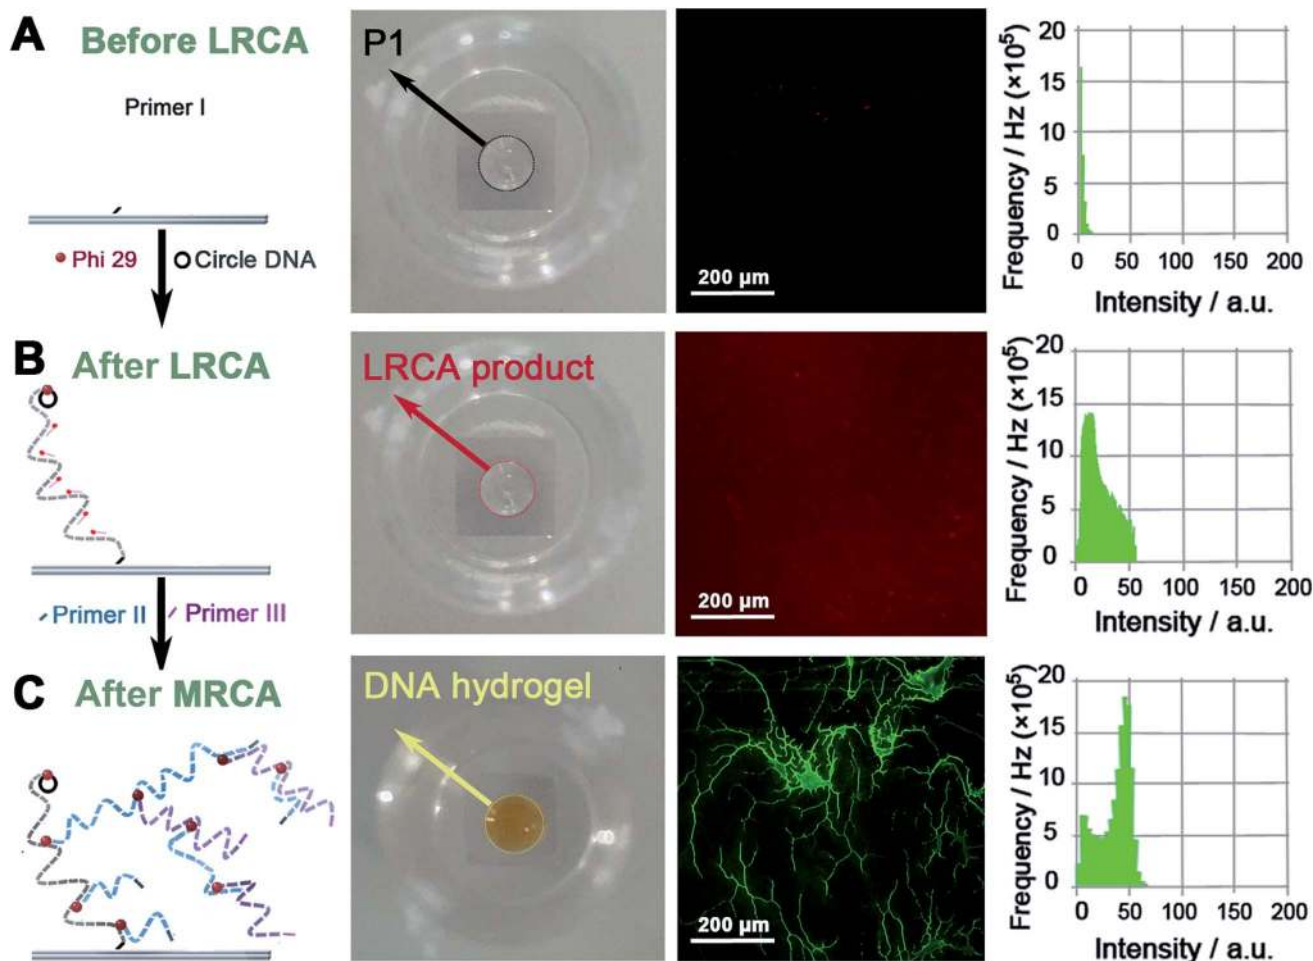 A
Before LRCA
Primer I
Phi 29
Circle DNA
P1
200 µm
Frequency / Hz (×10⁵)
20
15
10
5
0
0 50 100 150 200
Intensity / a.u.
B
After LRCA
Primer II
Primer III
LRCA product
200 µm
Frequency / Hz (×10⁵)
20
15
10
5
0
0 50 100 150 200
Intensity / a.u.
C
After MRCA
DNA hydrogel
200 µm
Frequency / Hz (×10⁵)
20
15
10
5
0
0 50 100 150 200
Intensity / a.u.